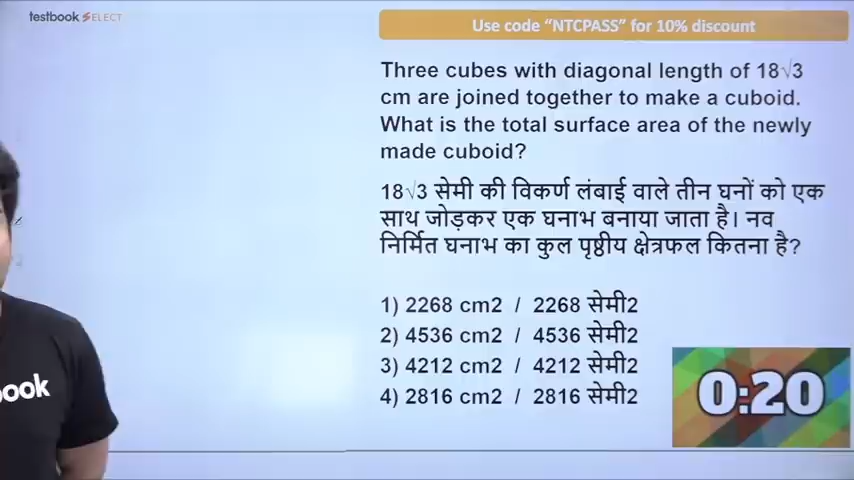 testbook SELECT
Use code “NTCPASS” for 10% discount
Three cubes with diagonal length of 18√3
cm are joined together to make a cuboid.
What is the total surface area of the newly
made cuboid?
18√3 सेमी की विकर्ण लंबाई वाले तीन घनों को एक
साथ जोड़कर एक घनाभ बनाया जाता है। नव
निर्मित घनाभ का कुल पृष्ठीय क्षेत्रफल कितना है?
1) 2268 cm2 / 2268 सेमी2
2) 4536 cm2 / 4536 सेमी2
3) 4212 cm2 / 4212 सेमी2
4) 2816 cm2 / 2816 सेमी2
0:20